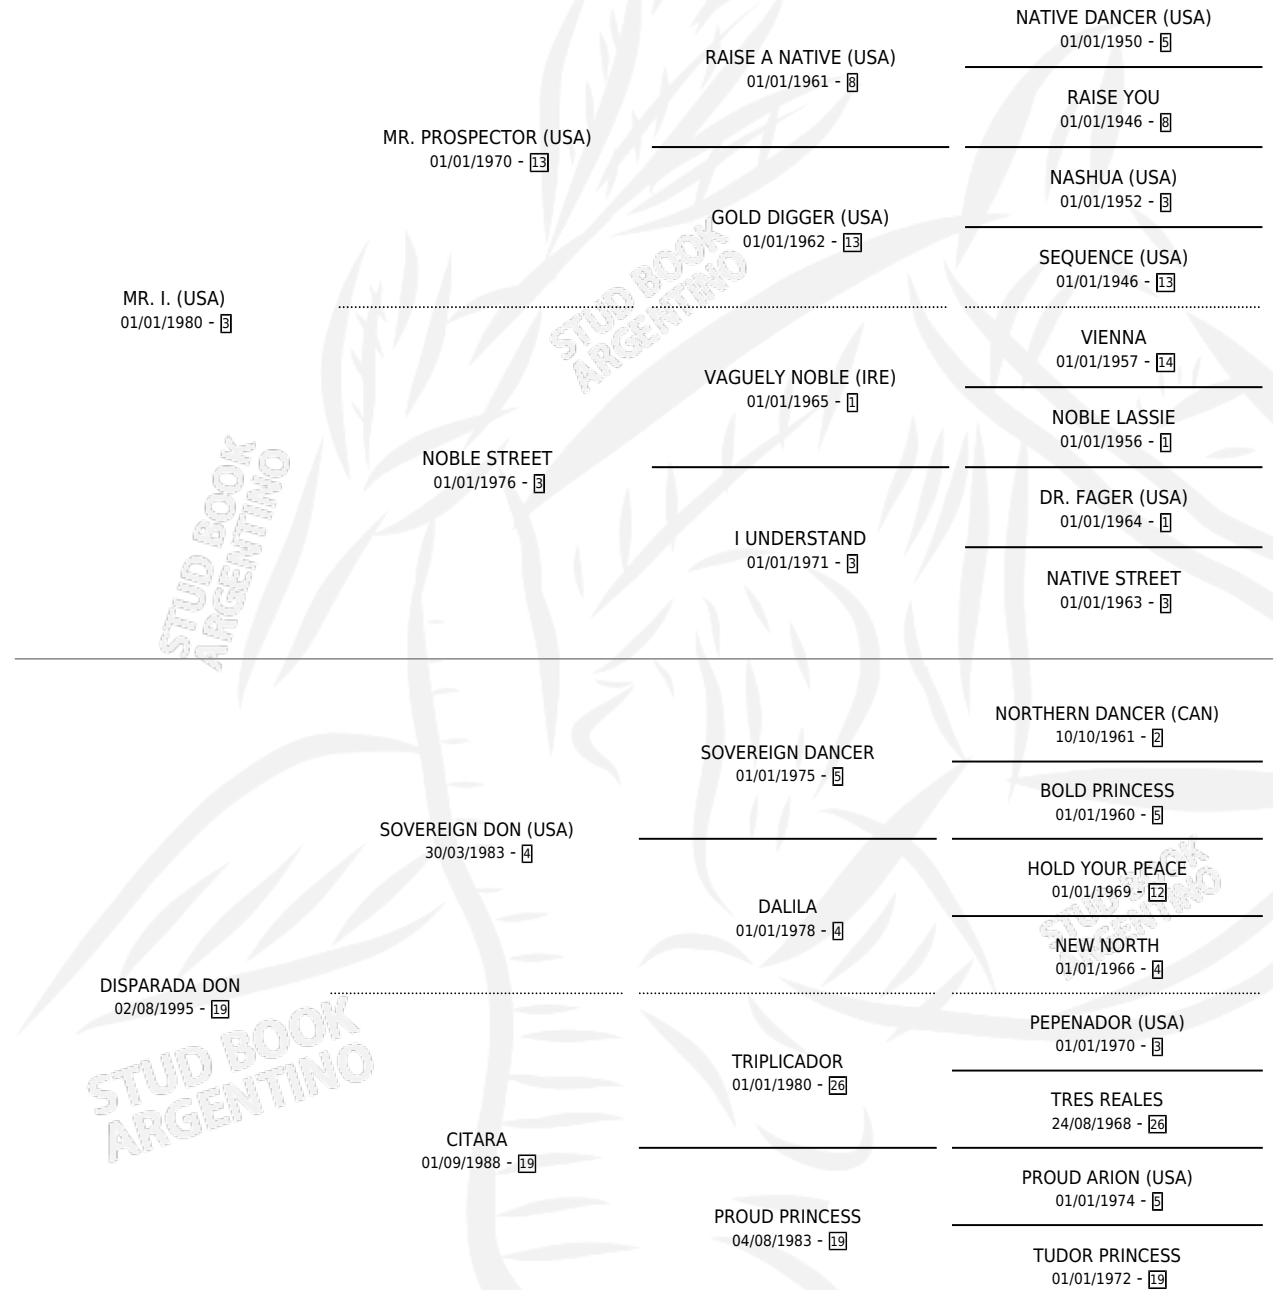 NATIVE DANCER (USA)
01/01/1950 - 5
RAISE A NATIVE (USA)
01/01/1961 - 8
RAISE YOU
01/01/1946 - 8
MR. PROSPECTOR (USA)
01/01/1970 - 13
NASHUA (USA)
01/01/1952 - 3
GOLD DIGGER (USA)
01/01/1962 - 13
SEQUENCE (USA)
01/01/1946 - 13
MR. I. (USA)
01/01/1980 - 3
VIENNA
01/01/1957 - 14
VAGUELY NOBLE (IRE)
01/01/1965 - 1
NOBLE LASSIE
01/01/1956 - 1
NOBLE STREET
01/01/1976 - 3
DR. FAGER (USA)
01/01/1964 - 1
I UNDERSTAND
01/01/1971 - 3
NATIVE STREET
01/01/1963 - 3
NORTHERN DANCER (CAN)
10/10/1961 - 2
SOVEREIGN DANCER
01/01/1975 - 5
BOLD PRINCESS
01/01/1960 - 5
SOVEREIGN DON (USA)
30/03/1983 - 4
HOLD YOUR PEACE
01/01/1969 - 12
DALILA
01/01/1978 - 4
NEW NORTH
01/01/1966 - 4
DISPARADA DON
02/08/1995 - 19
PEPENADOR (USA)
01/01/1970 - 3
TRIPLICADOR
01/01/1980 - 26
TRES REALES
24/08/1968 - 26
CITARA
01/09/1988 - 19
PROUD ARION (USA)
01/01/1974 - 5
PROUD PRINCESS
04/08/1983 - 19
TUDOR PRINCESS
01/01/1972 - 19
STUD BOOK
ARGENTINO
STUD BOOK
ARGENTINO
STUD BOOK
ARGENTINO
STUD BOOK
ARGENTINO